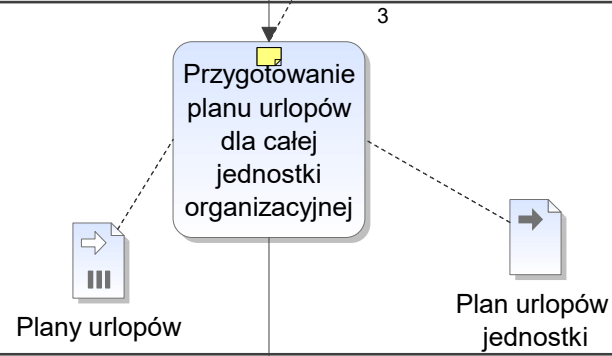 3
Przygotowanie
planu urlopów
dla całej
jednostki
organizacyjnej
Plany urlopów
Plan urlopów
jednostki